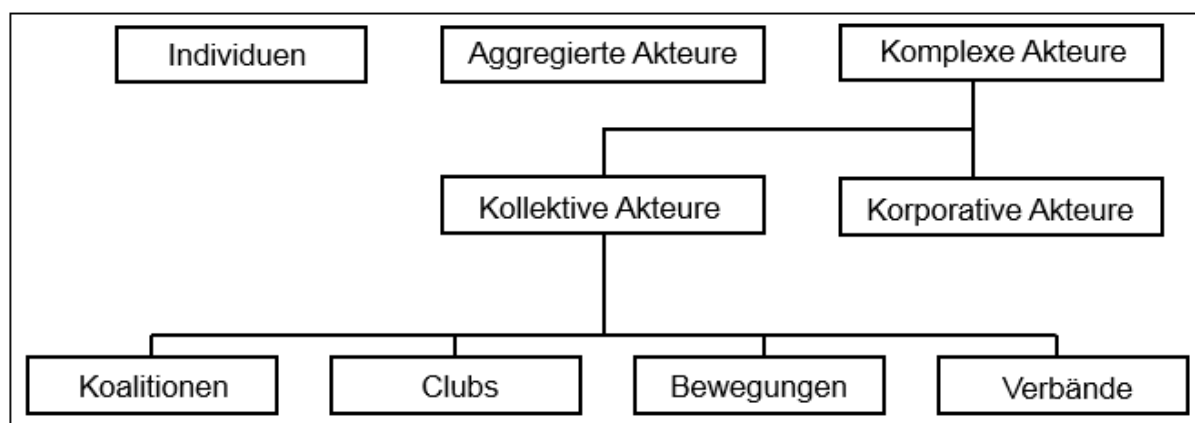 Individuen
Aggregierte Akteure
Komplexe Akteure
Kollektive Akteure
Korporative Akteure
Koalitionen
Clubs
Bewegungen
Verbände